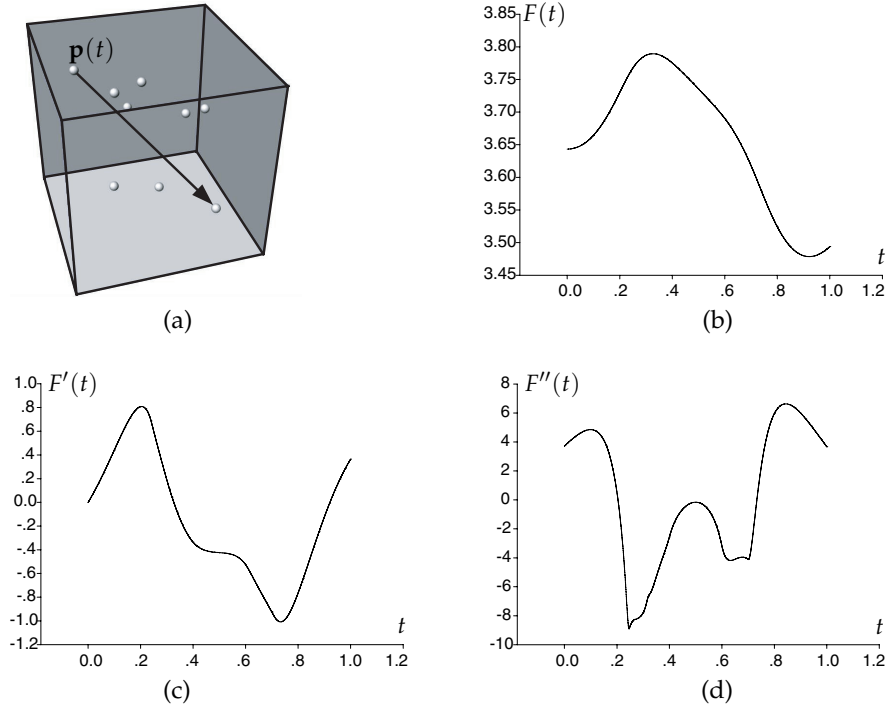 p(t)
(a)
F(t)
3.85
3.80
3.75
3.70
3.65
3.60
3.55
3.50
3.45
0.0 .2 .4 .6 .8 1.0 1.2
t
(b)
F′(t)
1.0
.8
.6
.4
.2
0.0
-.2
-.4
-.6
-.8
-1.0
-1.2
0.0 .2 .4 .6 .8 1.0 1.2
t
(c)
F″(t)
8
6
4
2
0
-2
-4
-6
-8
-10
0.0 .2 .4 .6 .8 1.0 1.2
t
(d)